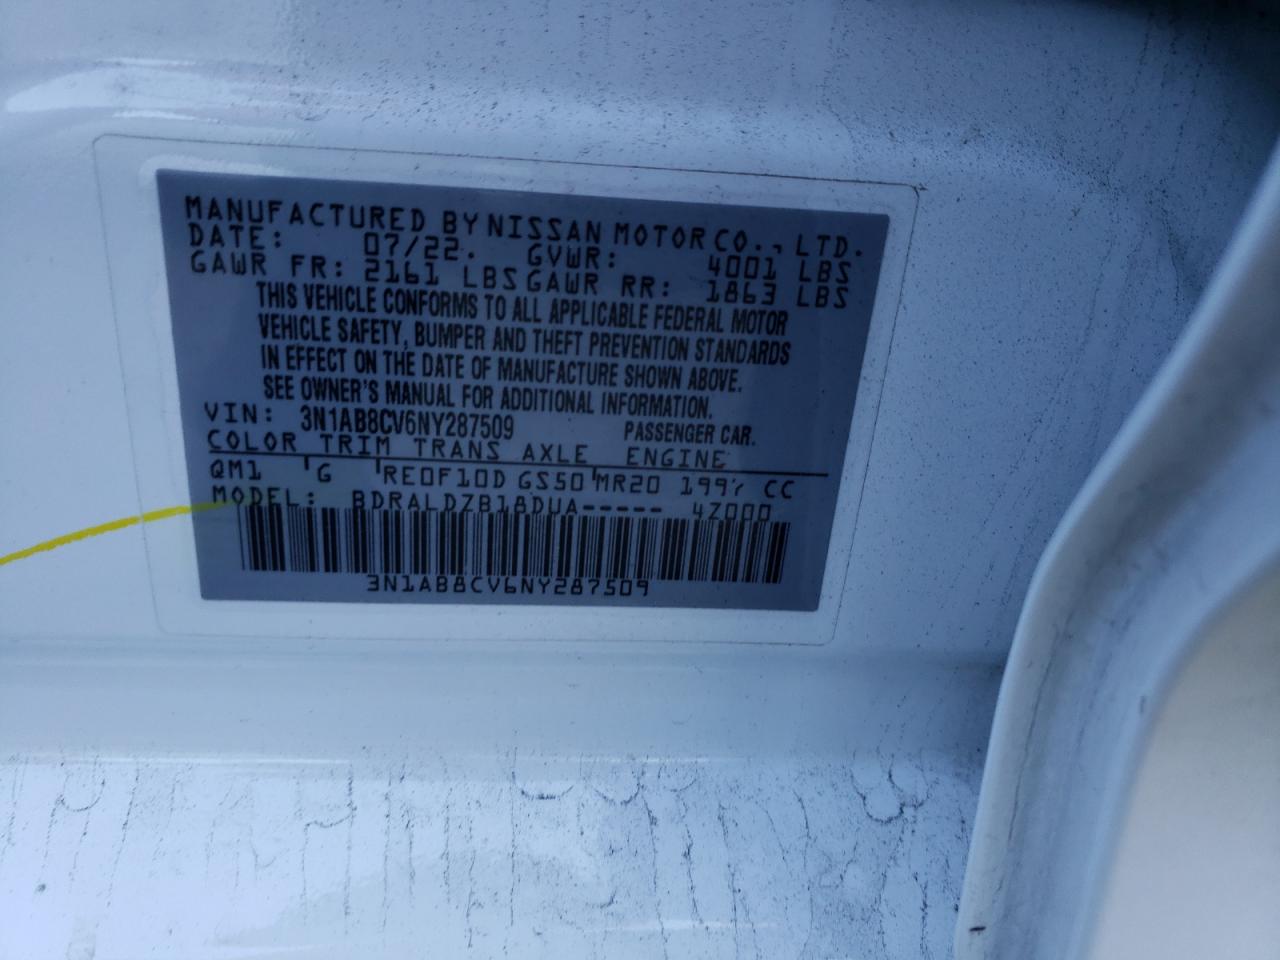 MANUFACTURED BY NISSAN MOTOR CO., LTD.
DATE: 07/22. GVWR: 4001 LBS
GAWR FR: 2161 LBS GAWR RR: 1863 LBS
THIS VEHICLE CONFORMS TO ALL APPLICABLE FEDERAL MOTOR
VEHICLE SAFETY, BUMPER AND THEFT PREVENTION STANDARDS
IN EFFECT ON THE DATE OF MANUFACTURE SHOWN ABOVE.
SEE OWNER'S MANUAL FOR ADDITIONAL INFORMATION.
VIN: 3N1AB8CV6NY287509 PASSENGER CAR.
COLOR TRIM TRANS AXLE ENGINE
QM1 G RE0F10D GS50 MR20 1997 CC
MODEL: BDRALDZB18DUA----- 4Z000
3N1AB8CV6NY287509